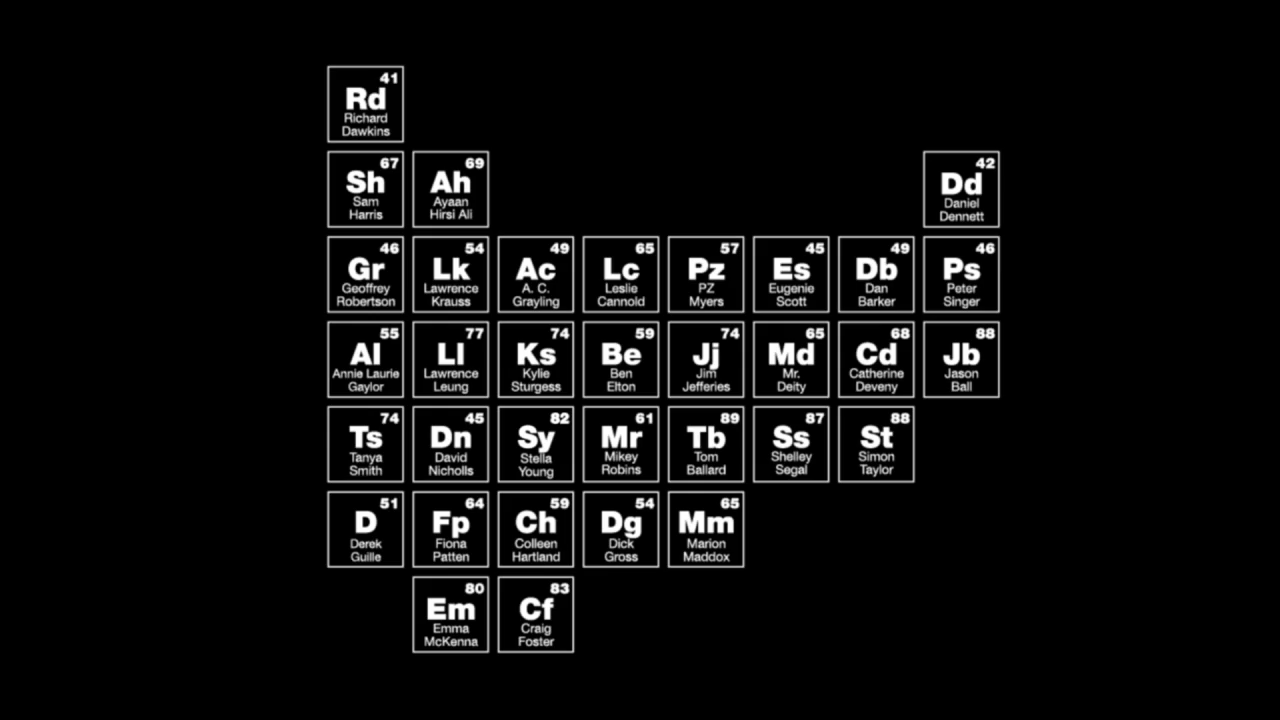 41
Rd
Richard
Dawkins
67
Sh
Sam
Harris
69
Ah
Ayaan
Hirsi Ali
42
Dd
Daniel
Dennett
46
Gr
Geoffrey
Robertson
54
Lk
Lawrence
Krauss
49
Ac
A. C.
Grayling
65
Lc
Leslie
Cannold
57
Pz
PZ
Myers
45
Es
Eugenie
Scott
49
Db
Dan
Barker
46
Ps
Peter
Singer
55
Al
Annie Laurie
Gaylor
77
Ll
Lawrence
Leung
74
Ks
Kylie
Sturgess
59
Be
Ben
Elton
74
Jj
Jim
Jefferies
65
Md
Mr.
Deity
68
Cd
Catherine
Deveny
88
Jb
Jason
Ball
74
Ts
Tanya
Smith
45
Dn
David
Nicholls
82
Sy
Stella
Young
61
Mr
Mikey
Robins
89
Tb
Tom
Ballard
87
Ss
Shelley
Segal
88
St
Simon
Taylor
51
D
Derek
Guille
64
Fp
Fiona
Patten
59
Ch
Colleen
Hartland
54
Dg
Dick
Gross
65
Mm
Marion
Maddox
80
Em
Emma
McKenna
83
Cf
Craig
Foster